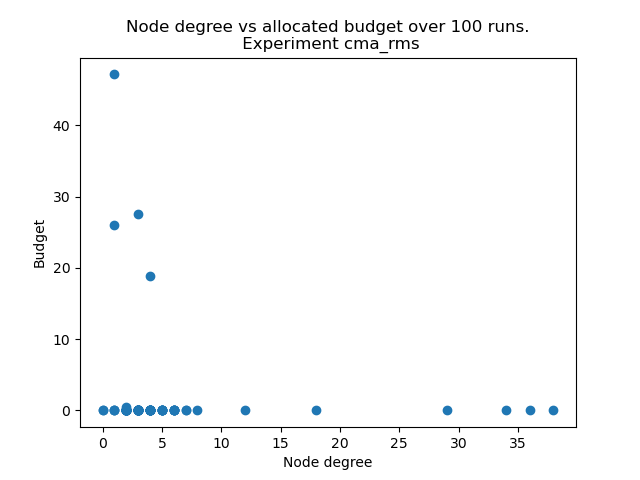 Node degree vs allocated budget over 100 runs.
Experiment cma_rms
40
30
20
10
0
Budget
0 5 10 15 20 25 30 35
Node degree